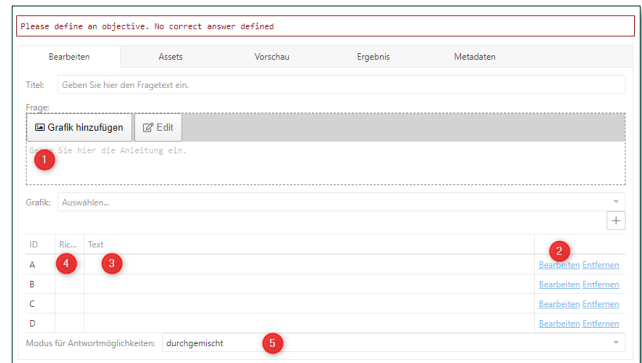 Please define an objective. No correct answer defined
Bearbeiten Assets Vorschau Ergebnis Metadaten
Titel: Geben Sie hier den Fragetext ein.
Frage:
Grafik hinzufügen Edit
Sie hier die Anleitung ein.
1
Grafik: Auswählen...
+
ID Ric... Text
2
A 4 3 Bearbeiten Entfernen
B Bearbeiten Entfernen
C Bearbeiten Entfernen
D Bearbeiten Entfernen
Modus für Antwortmöglichkeiten: durchgemischt 5